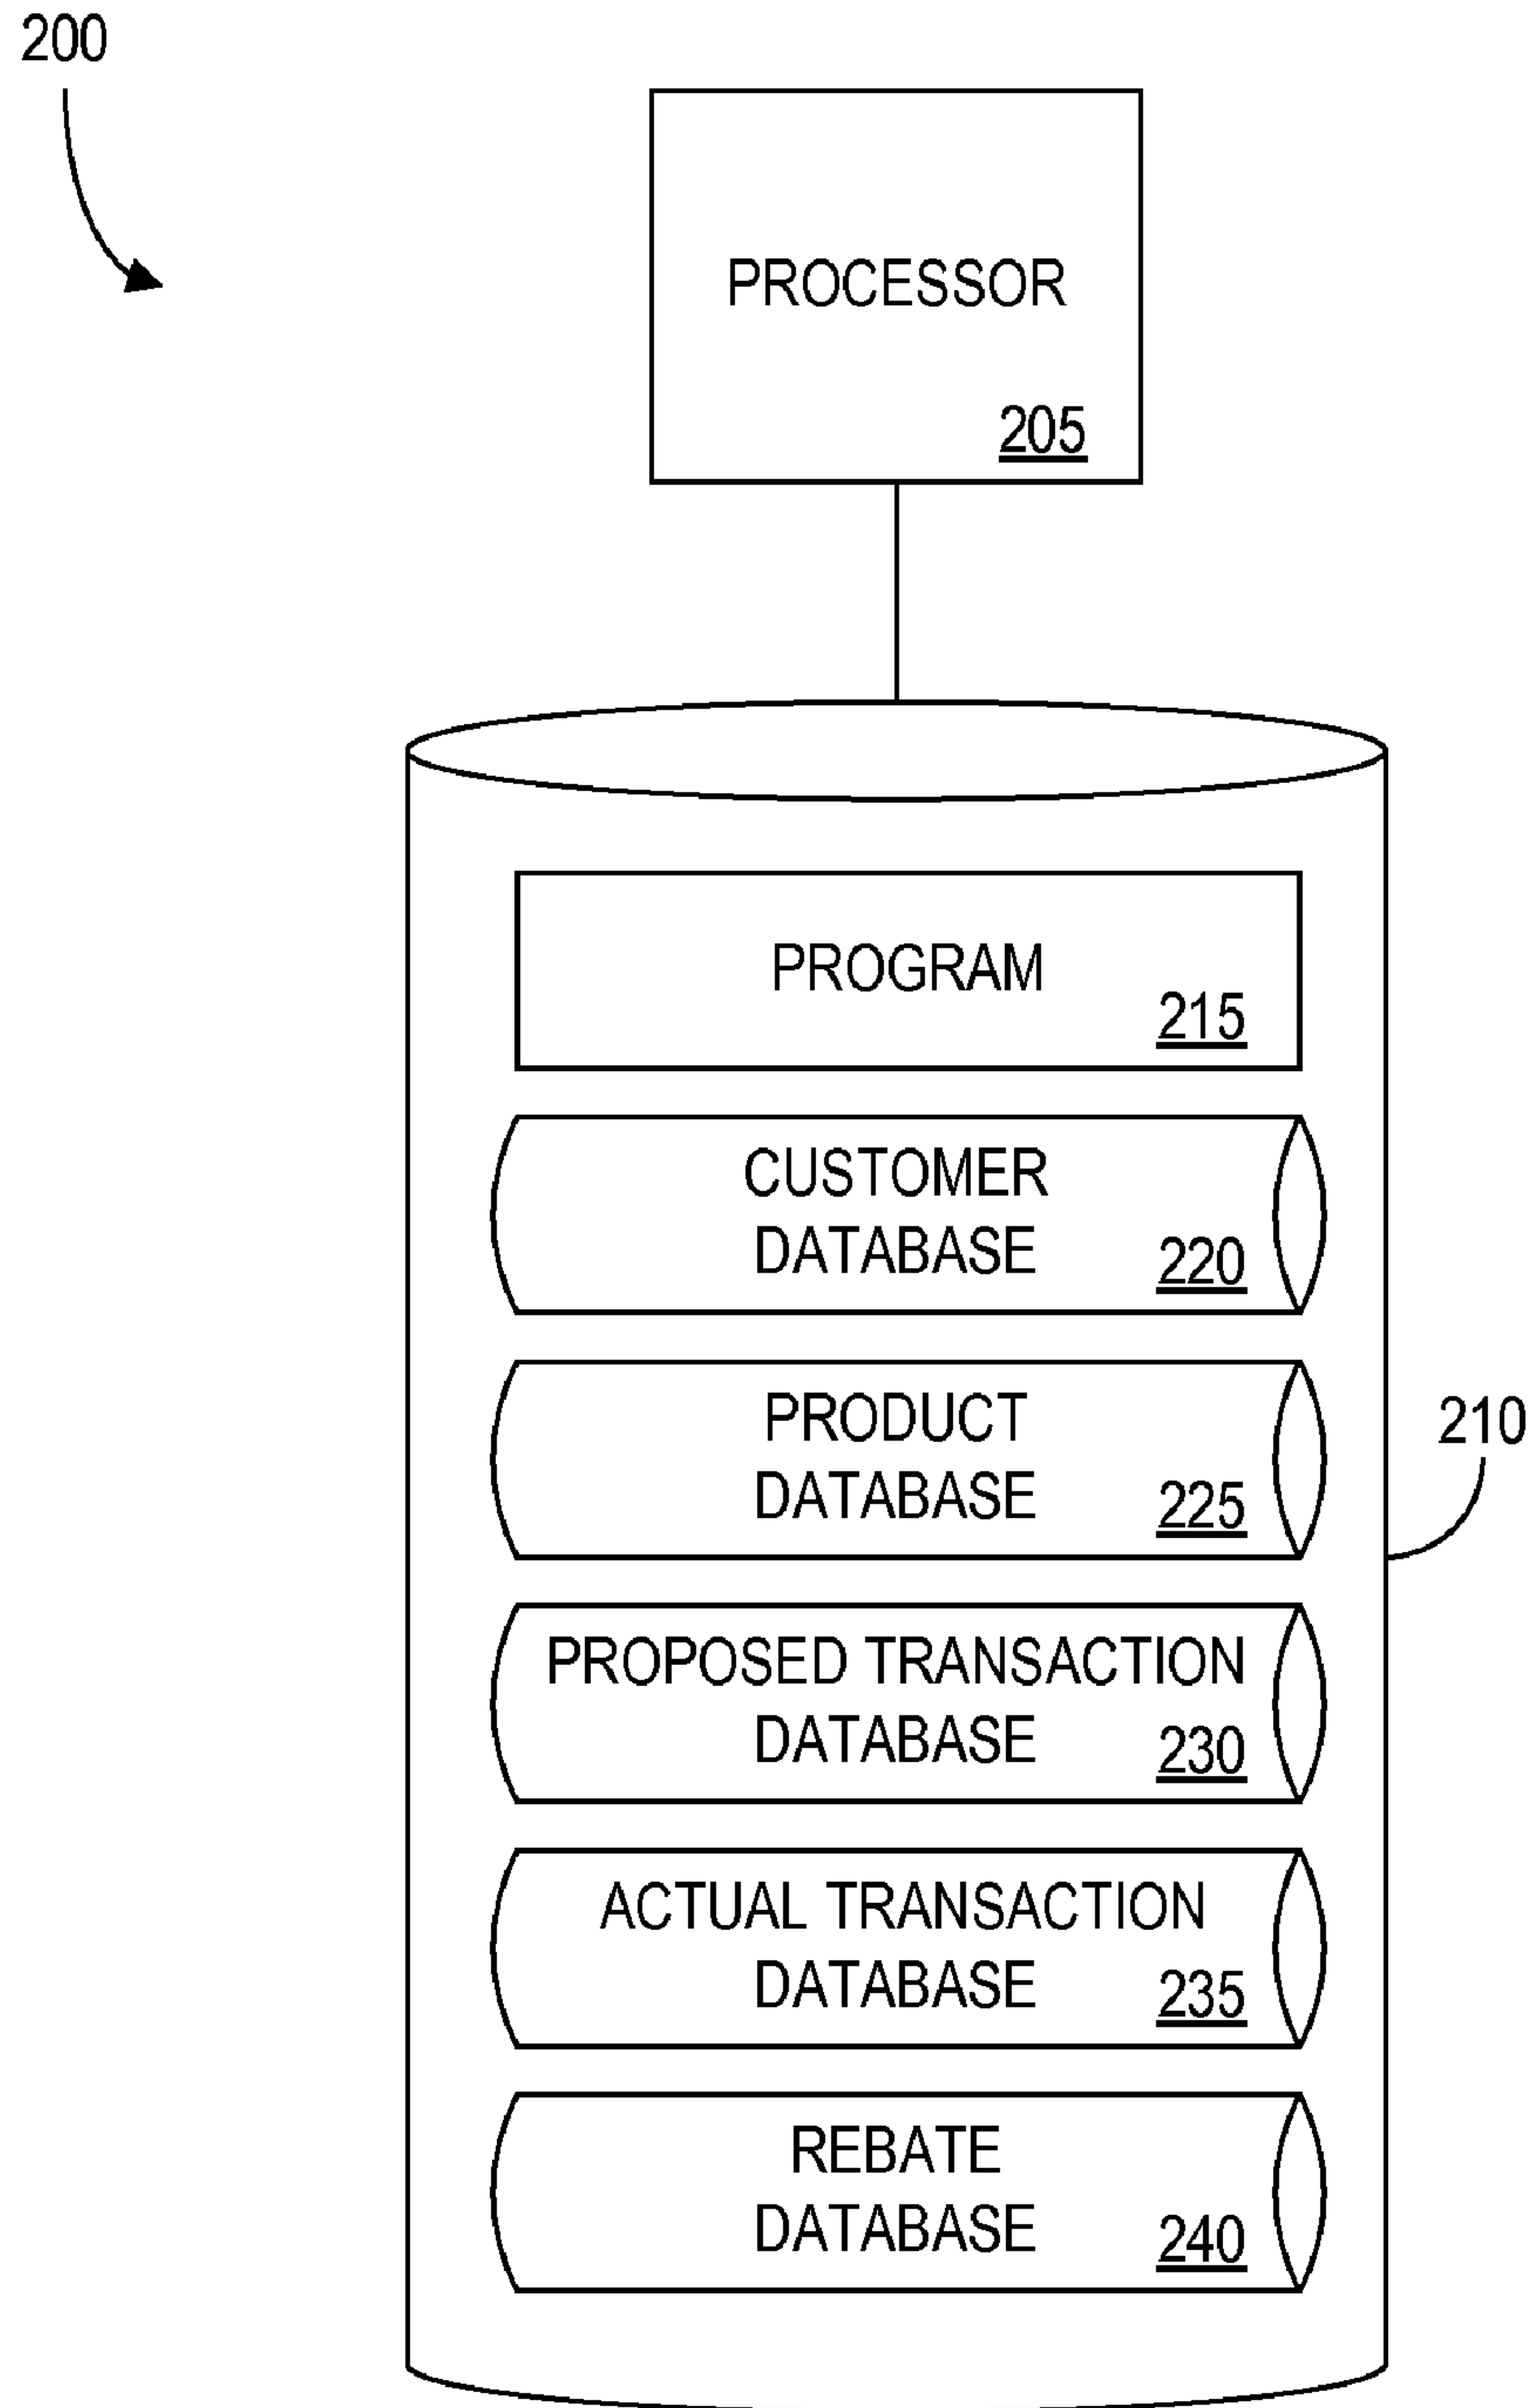 200
PROCESSOR
205
PROGRAM
215
CUSTOMER
DATABASE
220
PRODUCT
DATABASE
225
210
PROPOSED TRANSACTION
DATABASE
230
ACTUAL TRANSACTION
DATABASE
235
REBATE
DATABASE
240